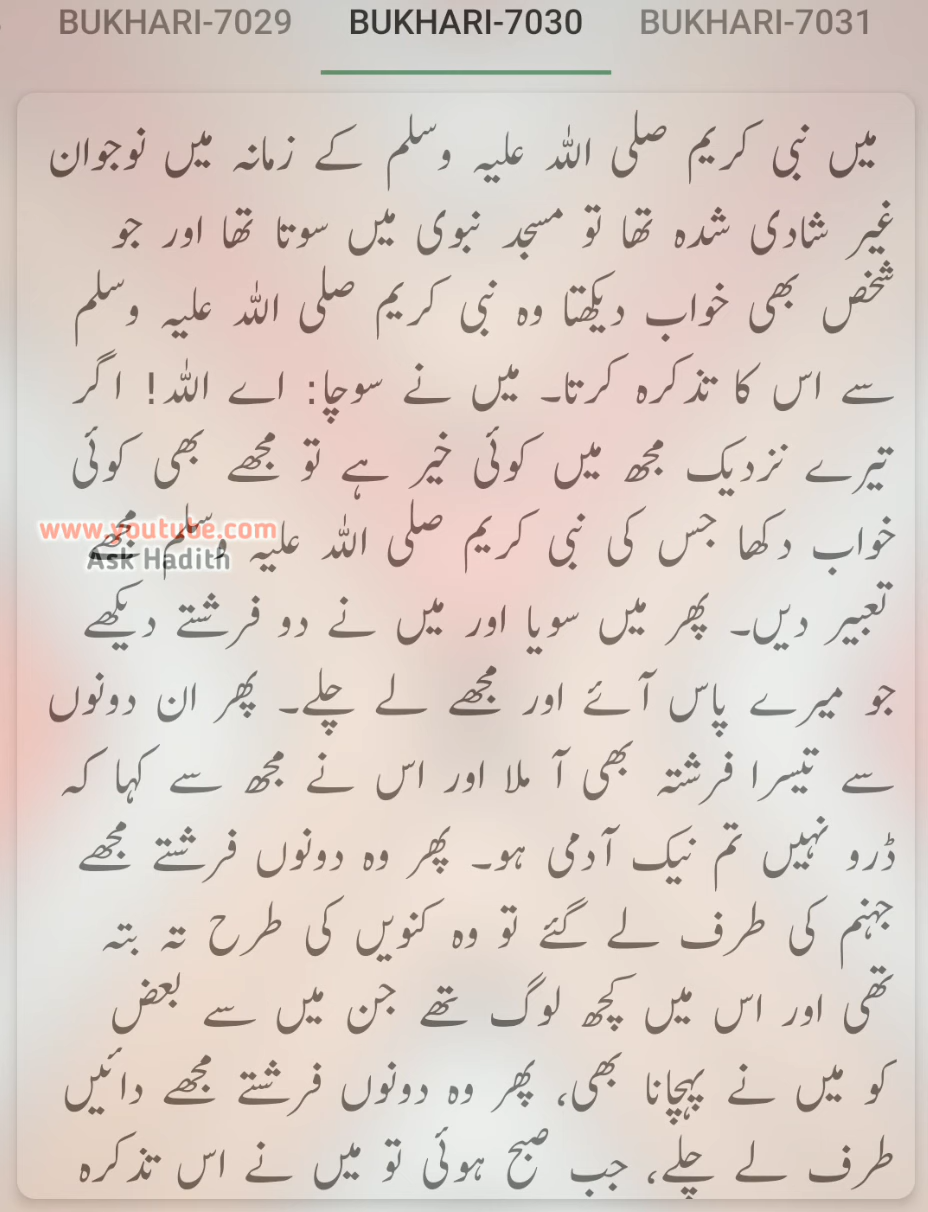 BUKHARI-7029 BUKHARI-7030 BUKHARI-7031
میں نبی کریم صلی اللہ علیہ وسلم کے زمانہ میں نوجوان
غیر شادی شدہ تھا تو مسجد نبوی میں سوتا تھا اور جو
شخص بھی خواب دیکھتا وہ نبی کریم صلی اللہ علیہ وسلم
سے اس کا تذکرہ کرتا۔ میں نے سوچا: اے اللہ! اگر
تیرے نزدیک مجھ میں کوئی خیر ہے تو مجھے بھی کوئی
خواب دکھا جس کی نبی کریم صلی اللہ علیہ وسلم مجھے
www.youtube.com
Ask Hadith
تعبیر دیں۔ پھر میں سویا اور میں نے دو فرشتے دیکھے
جو میرے پاس آئے اور مجھے لے چلے۔ پھر ان دونوں
سے تیسرا فرشتہ بھی آ ملا اور اس نے مجھ سے کہا کہ
ڈرو نہیں تم نیک آدمی ہو۔ پھر وہ دونوں فرشتے مجھے
جہنم کی طرف لے گئے تو وہ کنویں کی طرح تہ بتہ
تھی اور اس میں کچھ لوگ تھے جن میں سے بعض
کو میں نے پہچانا بھی، پھر وہ دونوں فرشتے مجھے دائیں
طرف لے چلے، جب صبح ہوئی تو میں نے اس تذکرہ